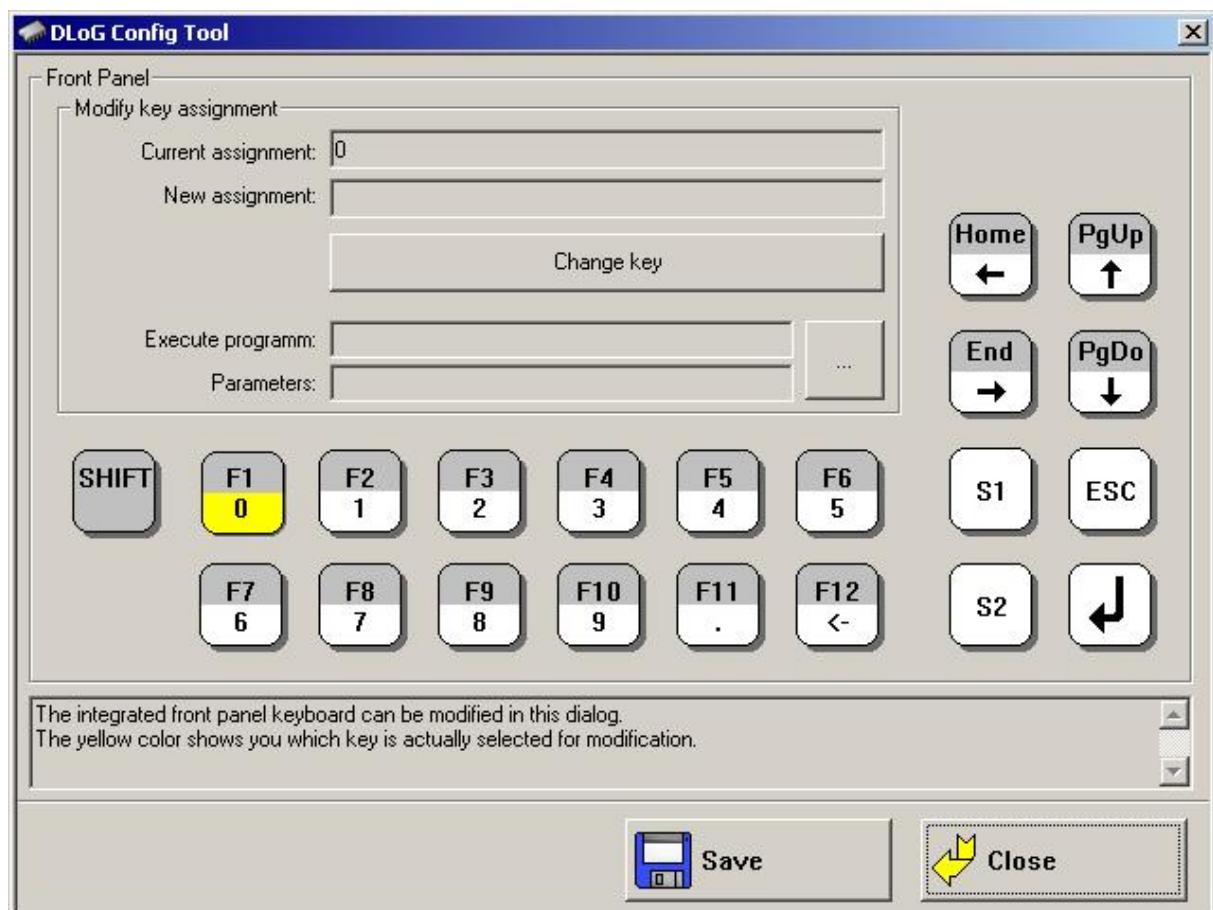 DLoG Config Tool
Front Panel
Modify key assignment
Current assignment: 0
New assignment:
Change key
Execute programm:
...
Parameters:
Home PgUp
← ↑
End PgDo
→ ↓
SHIFT F1 F2 F3 F4 F5 F6 S1 ESC
0 1 2 3 4 5
F7 F8 F9 F10 F11 F12 S2 ↲
6 7 8 9 . <-
The integrated front panel keyboard can be modified in this dialog.
The yellow color shows you which key is actually selected for modification.
Save Close